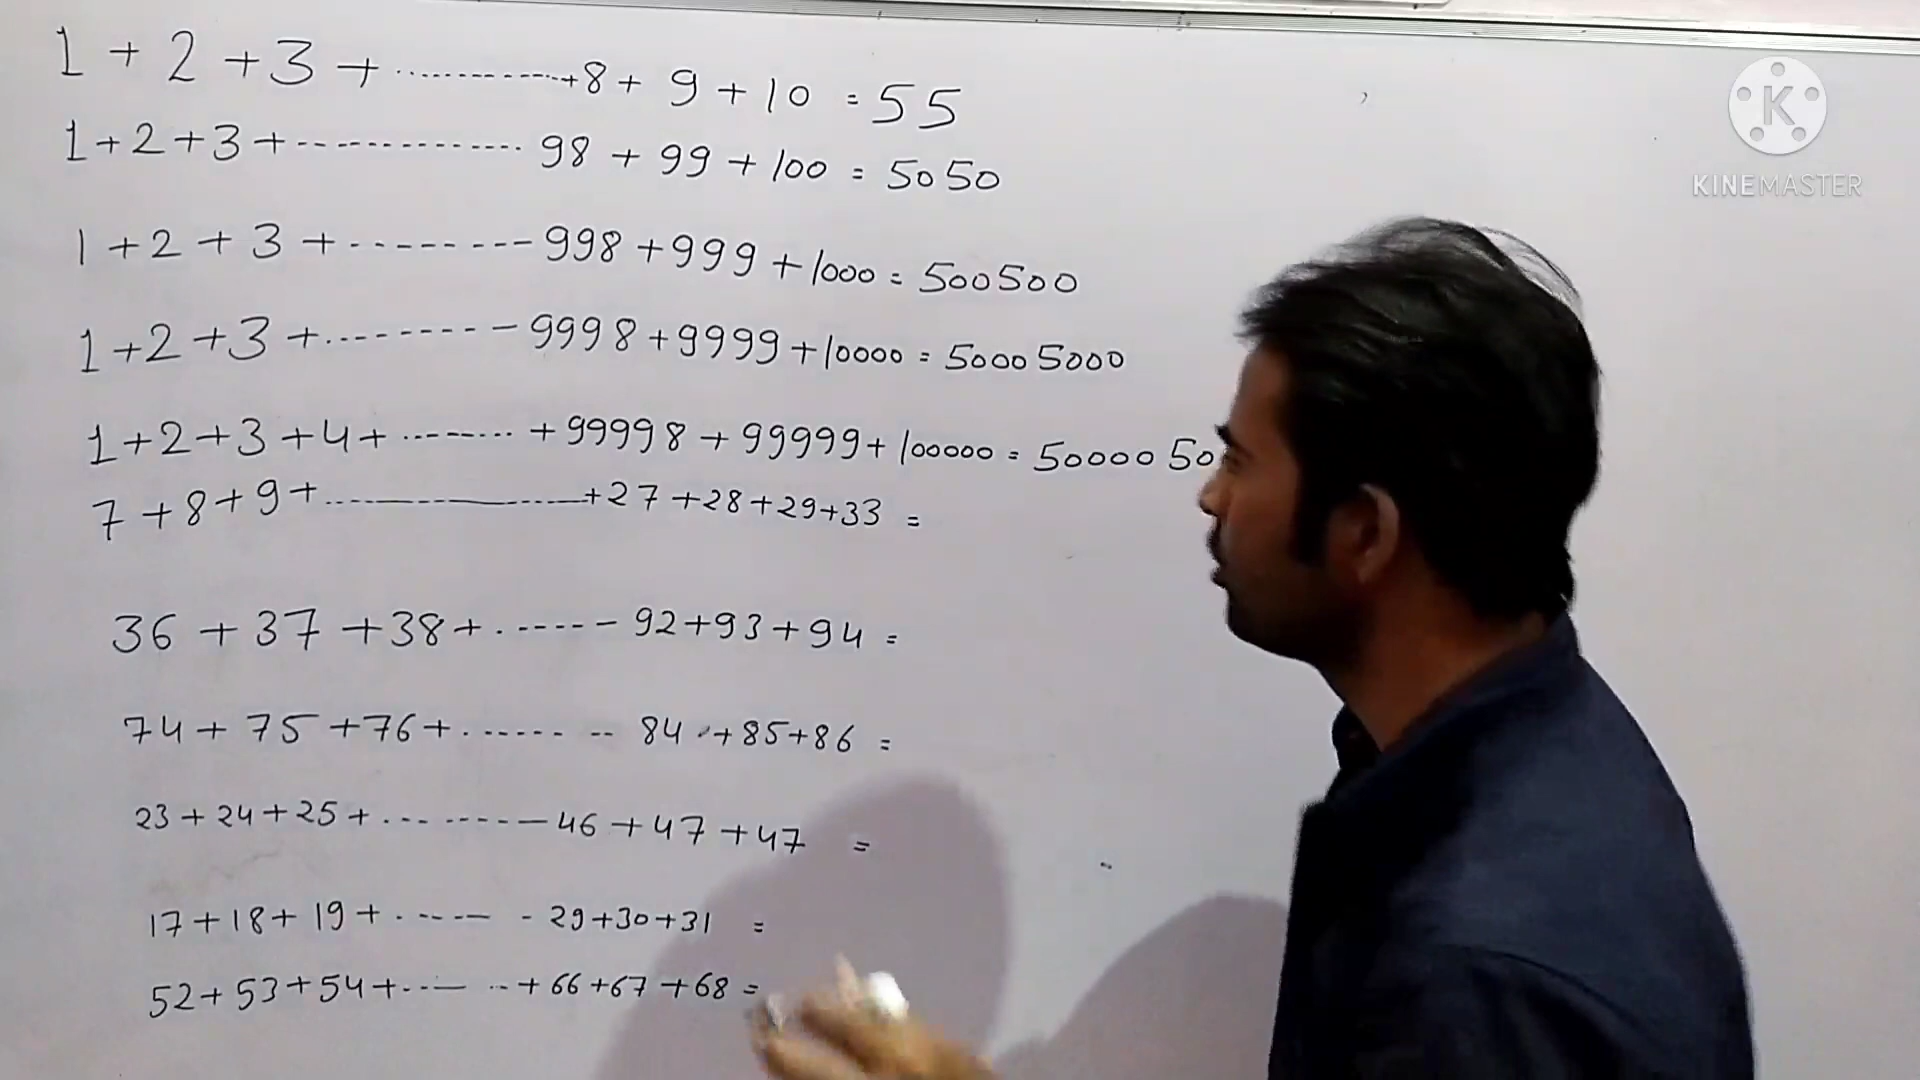 1 + 2 + 3 + ............ + 8 + 9 + 10 = 55
1 + 2 + 3 + ------------- 98 + 99 + 100 = 5050
1 + 2 + 3 + -------- 998 + 999 + 1000 = 500500
1 + 2 + 3 + .-------- 9998 + 9999 + 10000 = 50005000
1 + 2 + 3 + 4 + ........ + 99998 + 99999 + 100000 = 5000050
7 + 8 + 9 + ............ + 27 + 28 + 29 + 33 =
36 + 37 + 38 + .------ 92 + 93 + 94 =
74 + 75 + 76 + ........ 84 + 85 + 86 =
23 + 24 + 25 + ......... 46 + 47 + 47 =
17 + 18 + 19 + ...... 29 + 30 + 31 =
52 + 53 + 54 + ...... + 66 + 67 + 68 =
K
KINEMASTER